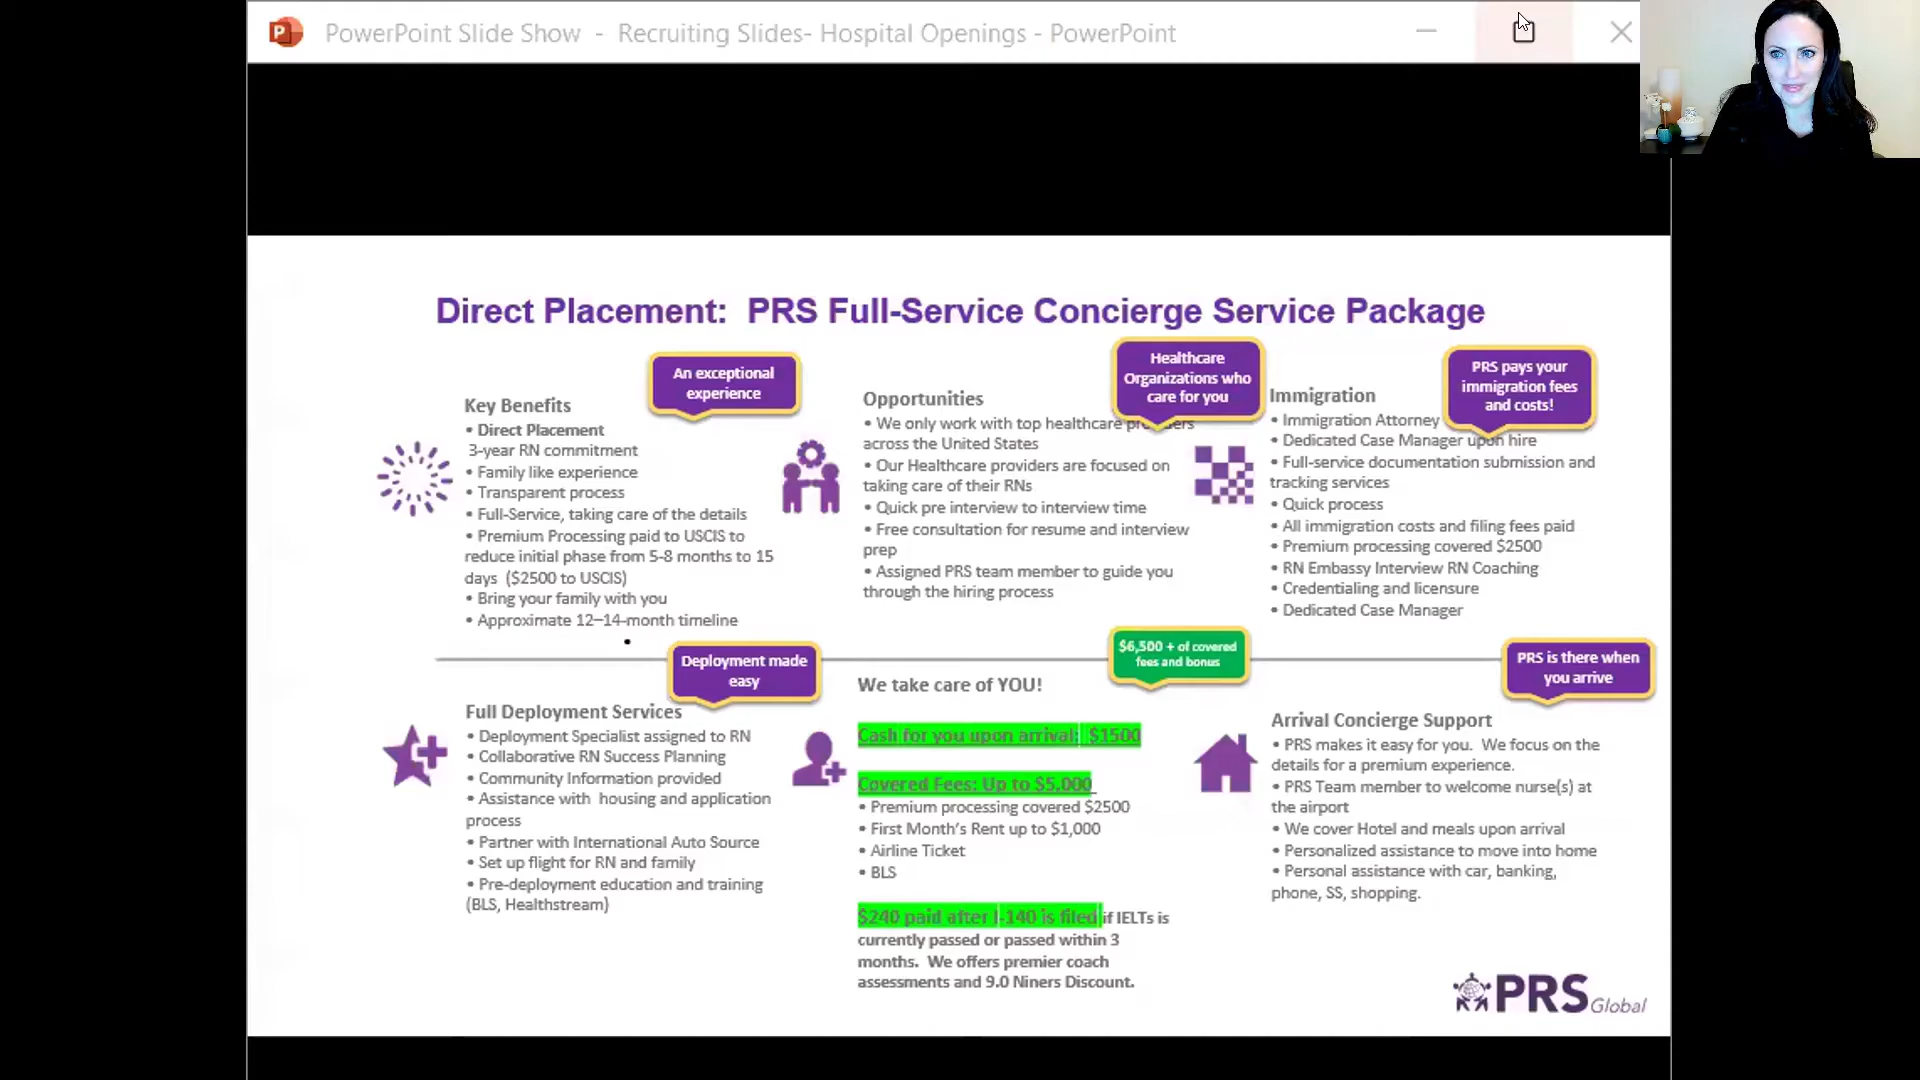 PowerPoint Slide Show - Recruiting Slides- Hospital Openings - PowerPoint
Direct Placement: PRS Full-Service Concierge Service Package
An exceptional
experience
Key Benefits
• Direct Placement
3-year RN commitment
• Family like experience
• Transparent process
• Full-Service, taking care of the details
• Premium Processing paid to USCIS to
reduce initial phase from 5-8 months to 15
days ($2500 to USCIS)
• Bring your family with you
• Approximate 12–14-month timeline
Healthcare
Organizations who
care for you
Opportunities
• We only work with top healthcare providers
across the United States
• Our Healthcare providers are focused on
taking care of their RNs
• Quick pre interview to interview time
• Free consultation for resume and interview
prep
• Assigned PRS team member to guide you
through the hiring process
PRS pays your
immigration fees
and costs!
Immigration
• Immigration Attorney
• Dedicated Case Manager upon hire
• Full-service documentation submission and
tracking services
• Quick process
• All immigration costs and filing fees paid
• Premium processing covered $2500
• RN Embassy Interview RN Coaching
• Credentialing and licensure
• Dedicated Case Manager
Deployment made
easy
Full Deployment Services
• Deployment Specialist assigned to RN
• Collaborative RN Success Planning
• Community Information provided
• Assistance with housing and application
process
• Partner with International Auto Source
• Set up flight for RN and family
• Pre-deployment education and training
(BLS, Healthstream)
$6,500 + of covered
fees and bonus
We take care of YOU!
Cash for you upon arrival: $1500
Covered Fees: Up to $5,000
• Premium processing covered $2500
• First Month's Rent up to $1,000
• Airline Ticket
• BLS
$240 paid after I-140 is filed if IELTs is
currently passed or passed within 3
months. We offers premier coach
assessments and 9.0 Niners Discount.
PRS is there when
you arrive
Arrival Concierge Support
• PRS makes it easy for you. We focus on the
details for a premium experience.
• PRS Team member to welcome nurse(s) at
the airport
• We cover Hotel and meals upon arrival
• Personalized assistance to move into home
• Personal assistance with car, banking,
phone, SS, shopping.
PRS Global